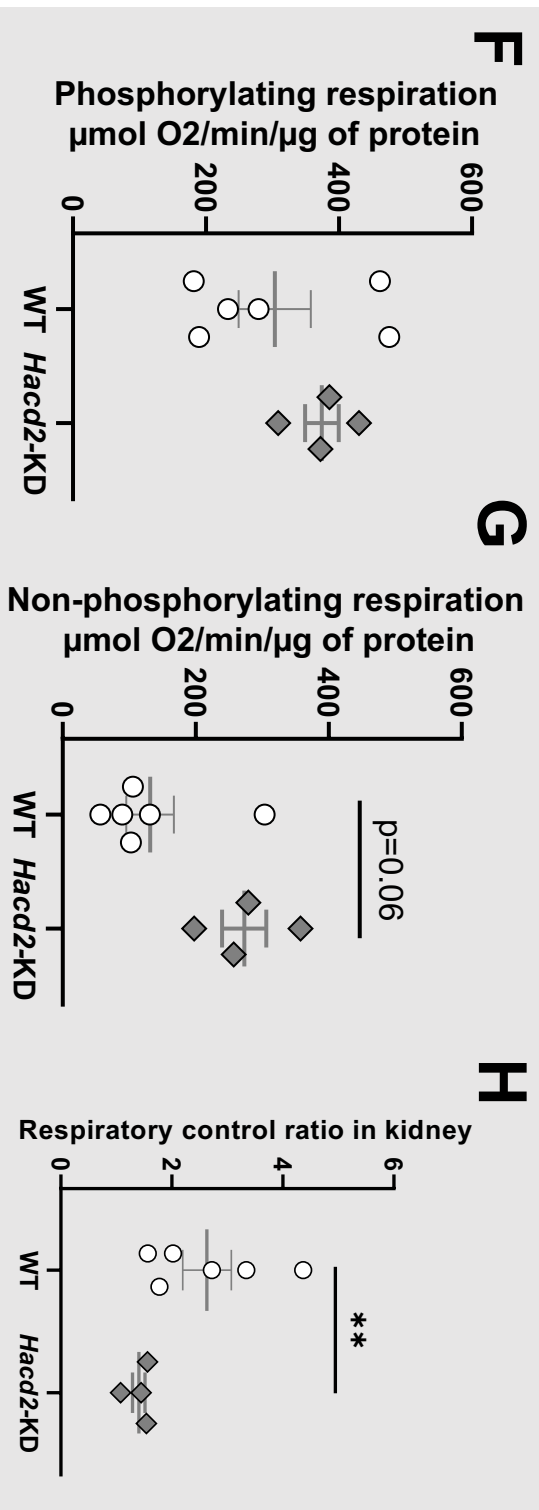 F
Phosphorylating respiration
µmol O2/min/µg of protein
600
400
200
0
WT Hacd2-KD
G
Non-phosphorylating respiration
µmol O2/min/µg of protein
600
400
200
0
p=0.06
WT Hacd2-KD
H
Respiratory control ratio in kidney
6
4
2
0
**
WT Hacd2-KD